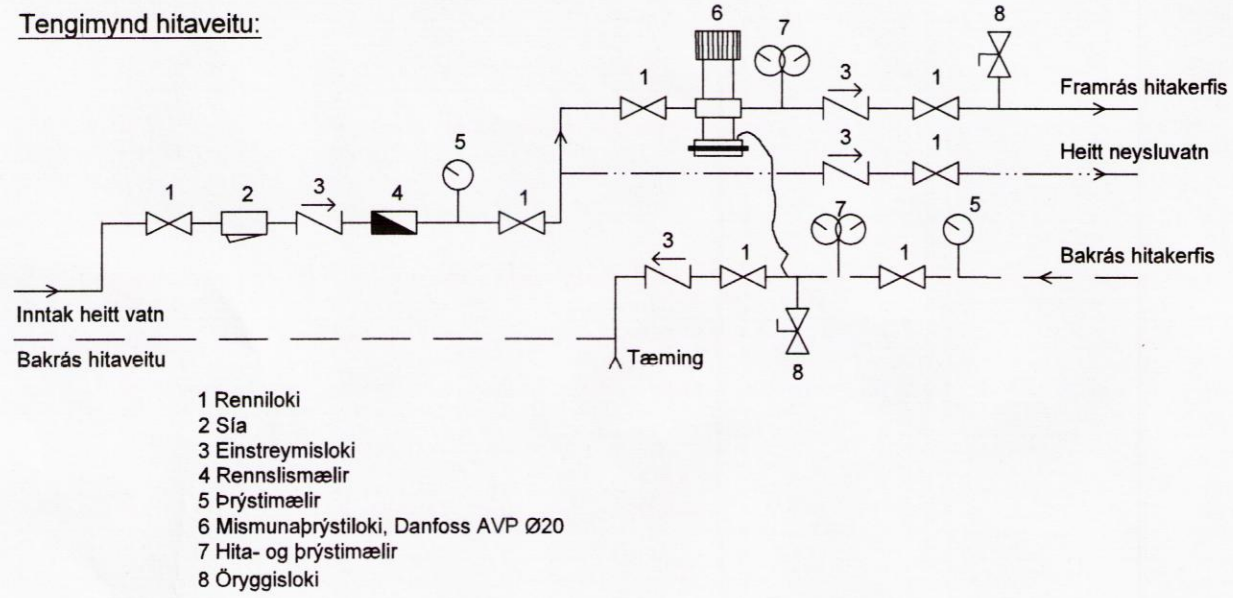 Tengimynd hitaveitu:
6
8
7
1
3
1
Framrás hitakerfis
5
3
1
Heitt neysluvatn
1
2
3
4
1
7
5
3
1
1
Bakrás hitakerfis
Inntak heitt vatn
Bakrás hitaveitu
Tæming
8
1 Renniloki
2 Sía
3 Einstreymisloki
4 Rennslismælir
5 Þrýstimælir
6 Mismunaþrýstiloki, Danfoss AVP Ø20
7 Hita- og þrýstimælir
8 Öryggisloki